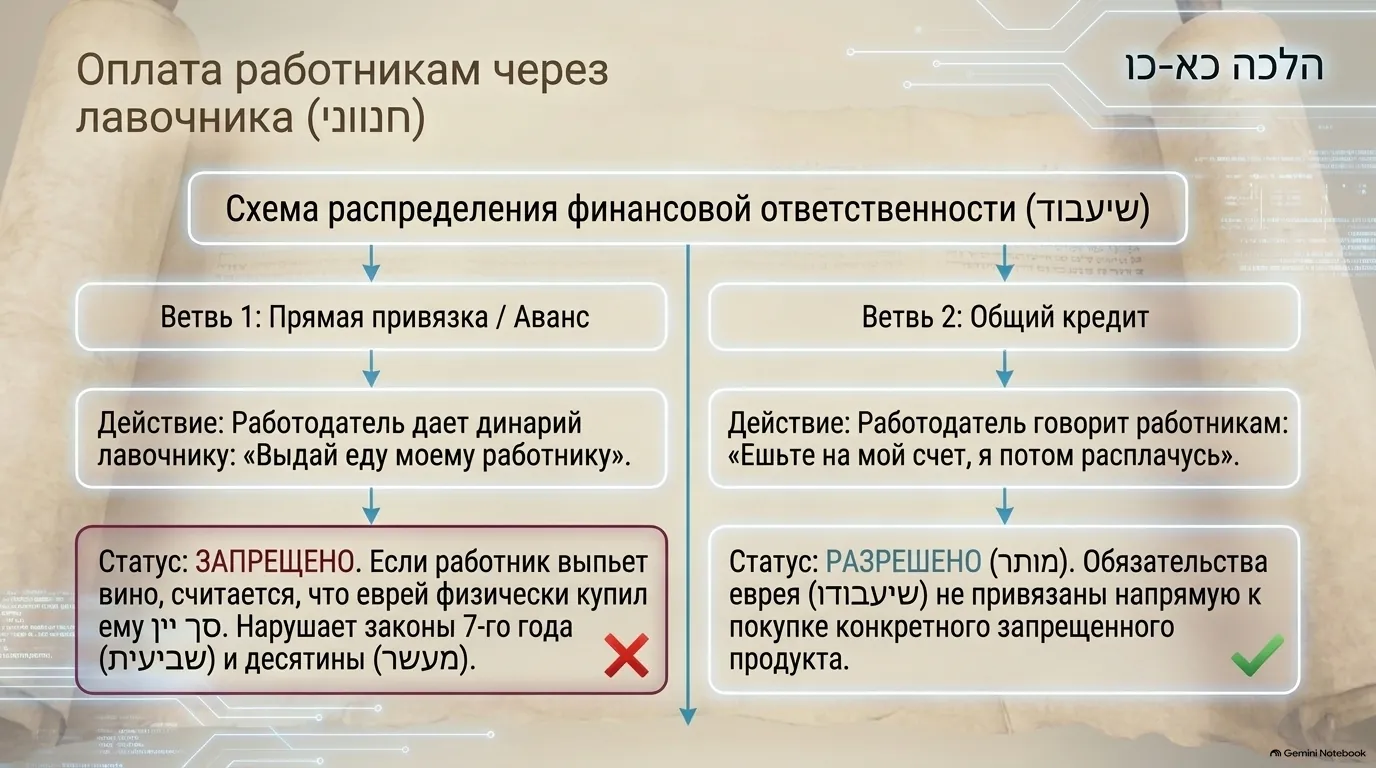 Оплата работникам через
лавочника (חנווני)
הלכה כא-כו
Схема распределения финансовой ответственности (שיעבוד)
Ветвь 1: Прямая привязка / Аванс
Действие: Работодатель дает динарий
лавочнику: «Выдай еду моему работнику».
Статус: ЗАПРЕЩЕНО. Если работник выпьет
вино, считается, что еврей физически купил
ему סך יין. Нарушает законы 7-го года
(שביעית) и десятины (מעשר).
Ветвь 2: Общий кредит
Действие: Работодатель говорит работникам:
«Ешьте на мой счет, я потом расплачусь».
Статус: РАЗРЕШЕНО (מותר). Обязательства
еврея (שיעבודו) не привязаны напрямую к
покупке конкретного запрещенного
продукта.
Gemini Notebook